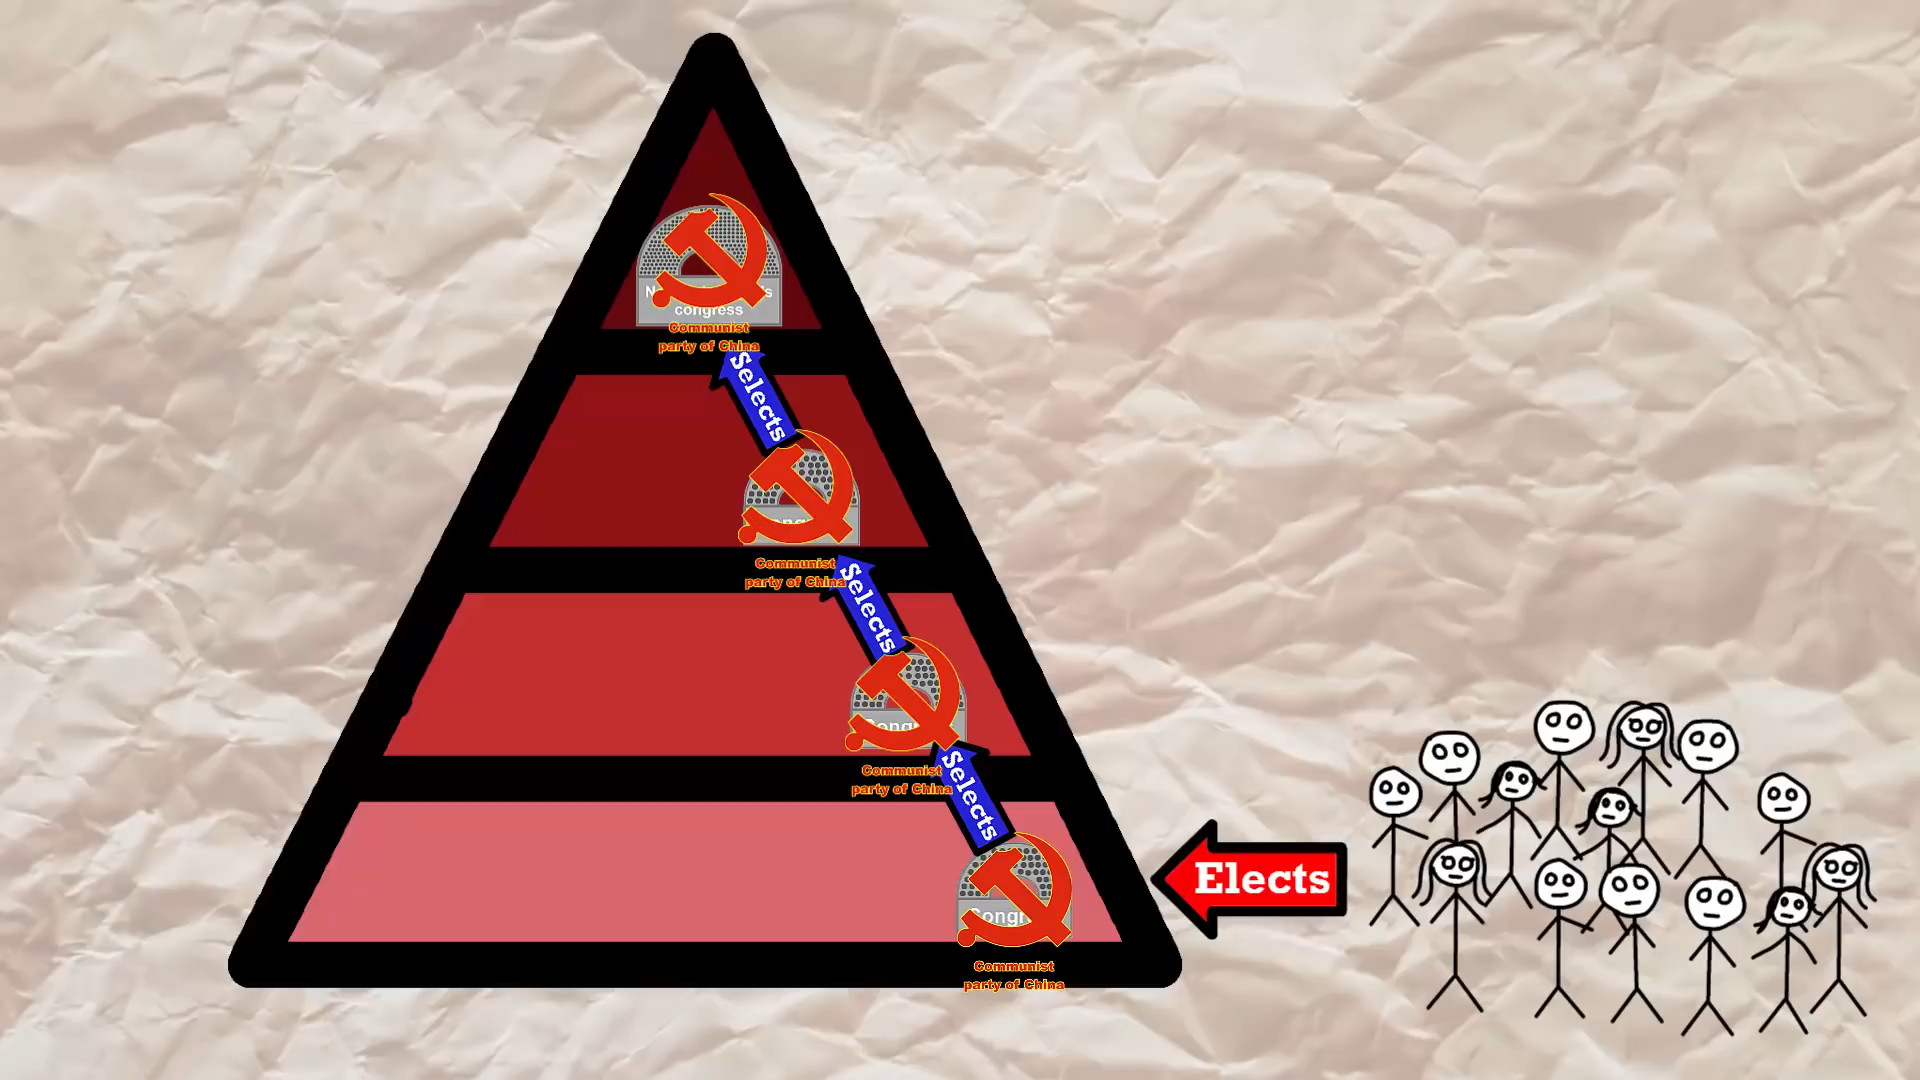 congress
Communist
party of China
Selects
Communist
party of China
Selects
Communist
party of China
Selects
Elects
Communist
party of China